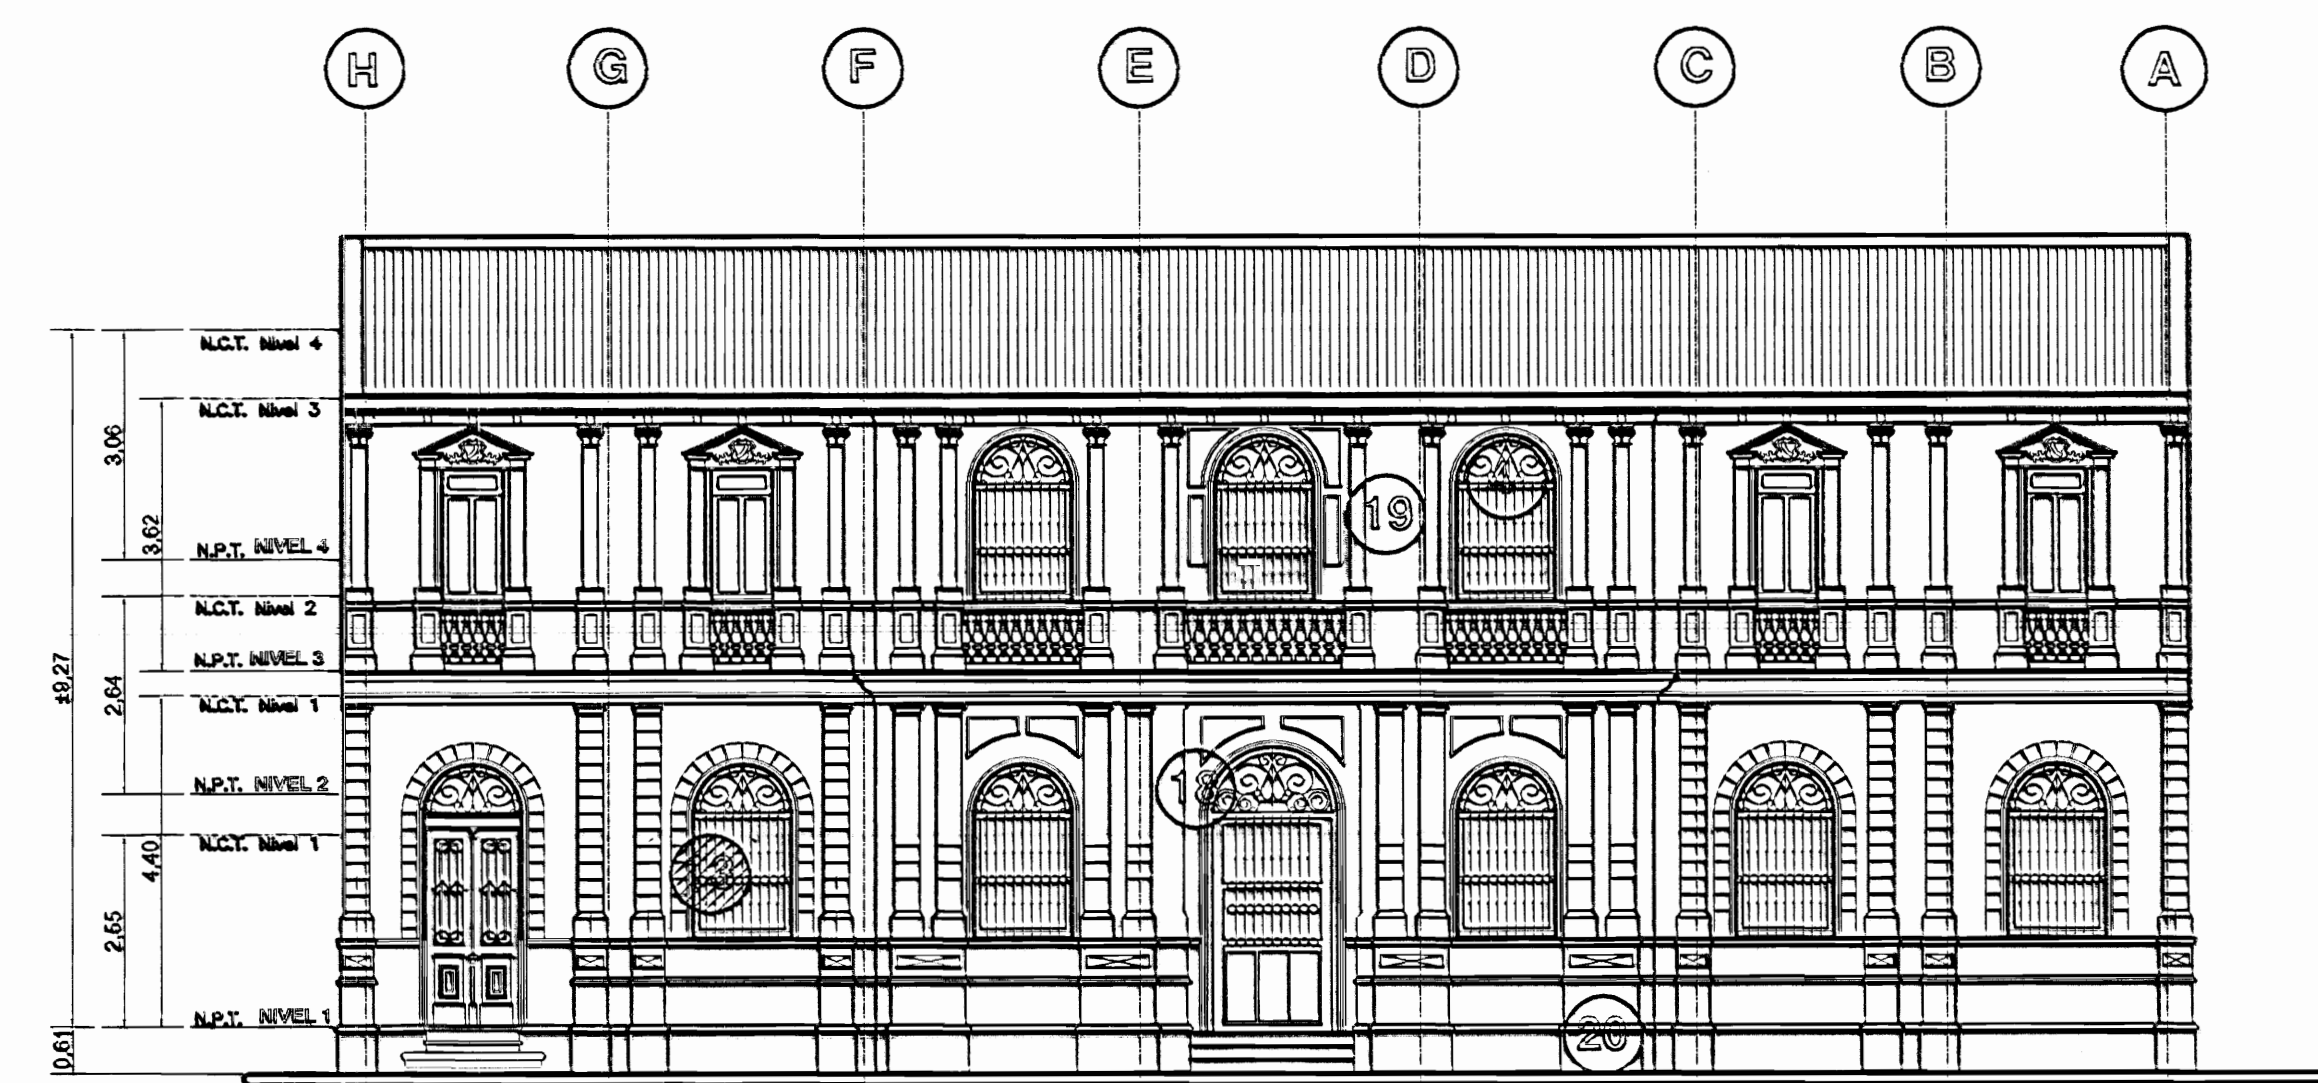 H G F E D C B A
N.C.T. Nivel 4
N.C.T. Nivel 3
3,06
3,62
N.P.T. NIVEL 4
N.C.T. Nivel 2
N.P.T. NIVEL 3
±9,27
2,64
N.C.T. Nivel 1
N.P.T. NIVEL 2
N.C.T. Nivel 1
4,40
2,55
N.P.T. NIVEL 1
0,61
19
18
3
20